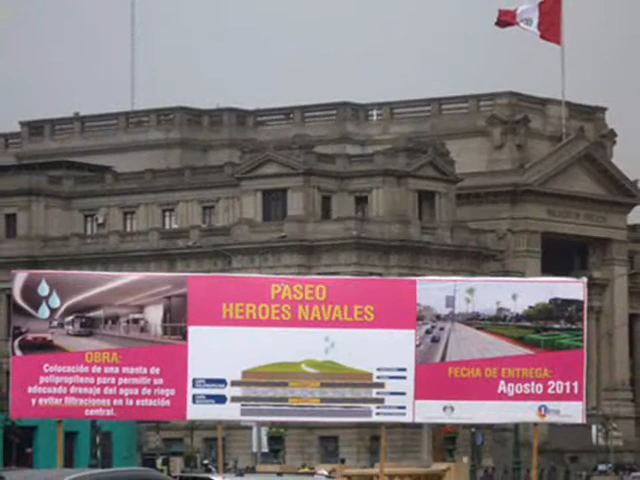 PASEO
HEROES NAVALES
OBRA:
Colocación de una manta de
polipropileno para permitir un
adecuado drenaje del agua de riego
y evitar filtraciones en la estación
central.
FECHA DE ENTREGA:
Agosto 2011